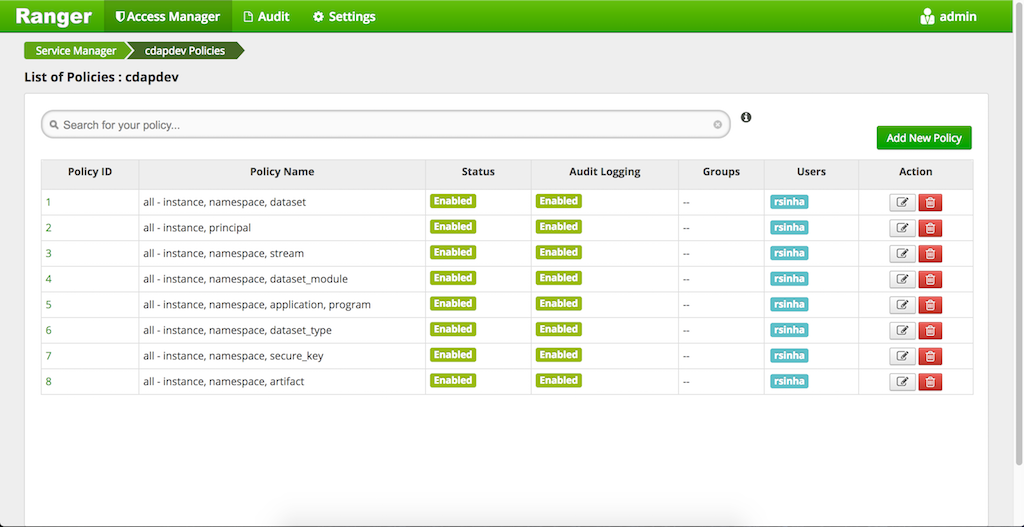 Ranger Access Manager Audit Settings admin
Service Manager cdapdev Policies
List of Policies : cdapdev
Search for your policy...
Add New Policy
Policy ID Policy Name Status Audit Logging Groups Users Action
1 all - instance, namespace, dataset Enabled Enabled -- rsinha
2 all - instance, principal Enabled Enabled -- rsinha
3 all - instance, namespace, stream Enabled Enabled -- rsinha
4 all - instance, namespace, dataset_module Enabled Enabled -- rsinha
5 all - instance, namespace, application, program Enabled Enabled -- rsinha
6 all - instance, namespace, dataset_type Enabled Enabled -- rsinha
7 all - instance, namespace, secure_key Enabled Enabled -- rsinha
8 all - instance, namespace, artifact Enabled Enabled -- rsinha